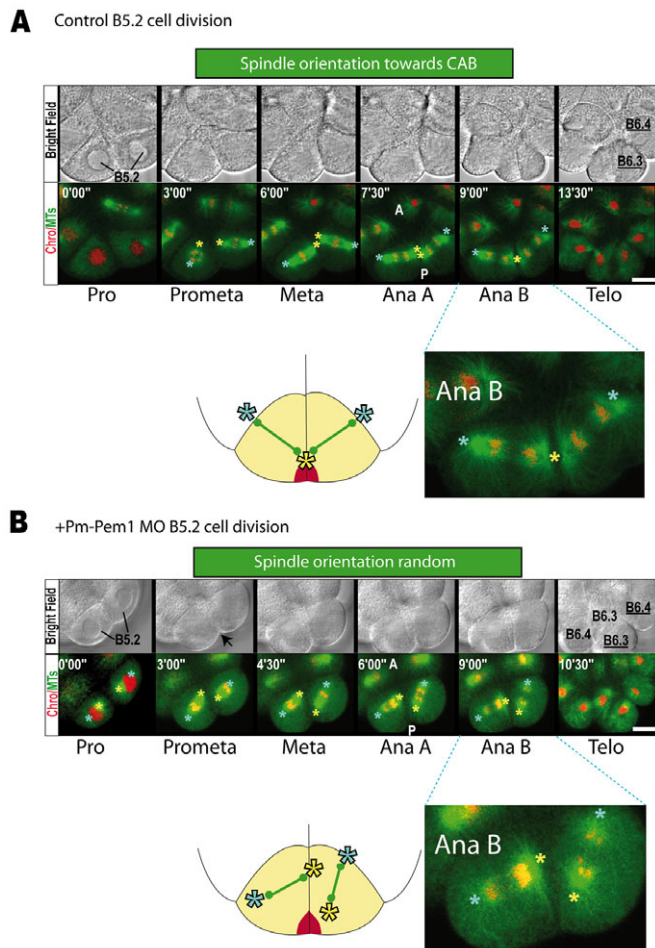 A Control B5.2 cell division
Spindle orientation towards CAB
Bright Field
B5.2
B6.4
B6.3
Chro/MTs
0'00" 3'00" 6'00" 7'30" 9'00" 13'30"
A
P
Pro Prometa Meta Ana A Ana B Telo
Ana B
B +Pm-Pem1 MO B5.2 cell division
Spindle orientation random
Bright Field
B5.2
B6.4
B6.3
B6.4 B6.3
Chro/MTs
0'00" 3'00" 4'30" 6'00" A 9'00" 10'30"
P
Pro Prometa Meta Ana A Ana B Telo
Ana B